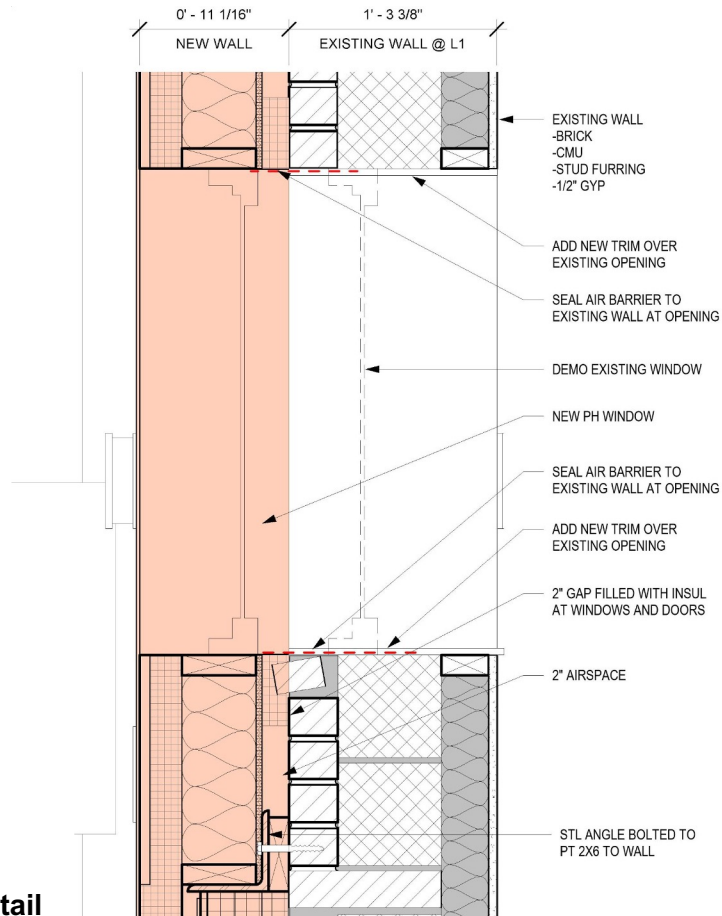 0' - 11 1/16"
1' - 3 3/8"
NEW WALL
EXISTING WALL @ L1
EXISTING WALL
-BRICK
-CMU
-STUD FURRING
-1/2" GYP
ADD NEW TRIM OVER
EXISTING OPENING
SEAL AIR BARRIER TO
EXISTING WALL AT OPENING
DEMO EXISTING WINDOW
NEW PH WINDOW
SEAL AIR BARRIER TO
EXISTING WALL AT OPENING
ADD NEW TRIM OVER
EXISTING OPENING
2" GAP FILLED WITH INSUL
AT WINDOWS AND DOORS
2" AIRSPACE
STL ANGLE BOLTED TO
PT 2X6 TO WALL
tail